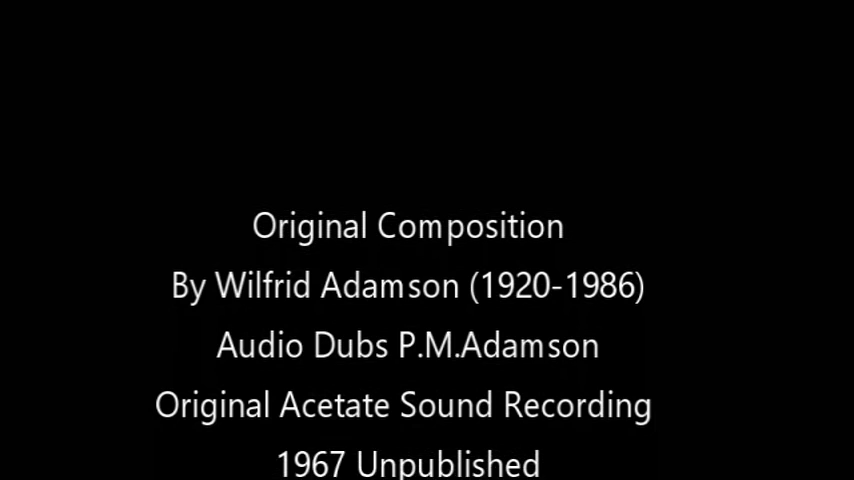 Original Composition
By Wilfrid Adamson (1920-1986)
Audio Dubs P.M.Adamson
Original Acetate Sound Recording
1967 Unpublished